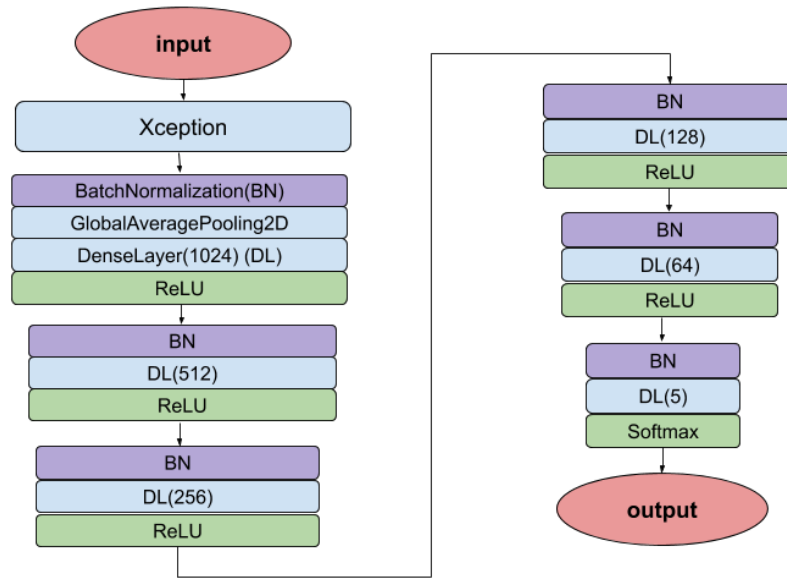 input
Xception
BatchNormalization(BN)
GlobalAveragePooling2D
DenseLayer(1024) (DL)
ReLU
BN
DL(512)
ReLU
BN
DL(256)
ReLU
BN
DL(128)
ReLU
BN
DL(64)
ReLU
BN
DL(5)
Softmax
output